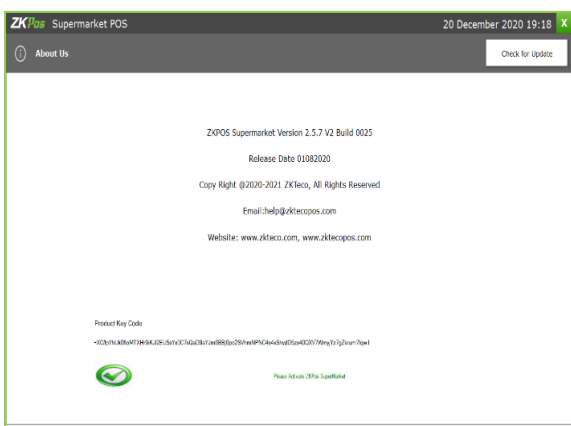 ZKPos Supermarket POS 20 December 2020 19:18 X
About Us Check for Update
ZKPOS Supermarket Version 2.5.7 V2 Build 0025
Release Date 01082020
Copy Right @2020-2021 ZKTeco, All Rights Reserved
Email:help@zktecopos.com
Website: www.zkteco.com, www.zktecopos.com
Product Key Code
Please Activate ZKPos SuperMarket